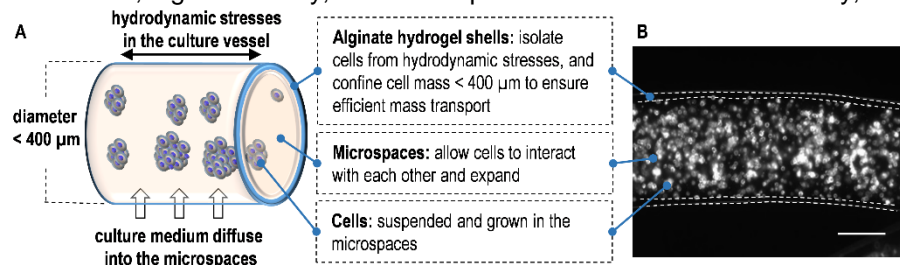 A
hydrodynamic stresses
in the culture vessel
diameter
< 400 µm
culture medium diffuse
into the microspaces
Alginate hydrogel shells: isolate
cells from hydrodynamic stresses, and
confine cell mass < 400 µm to ensure
efficient mass transport
Microspaces: allow cells to interact
with each other and expand
Cells: suspended and grown in the
microspaces
B